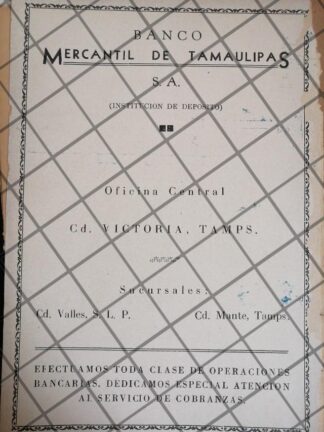 BANCO
MERCANTIL DE TAMAULIPAS
S. A.
(INSTITUCION DE DEPOSITO)
Oficina Central
Cd. VICTORIA, TAMPS.
Sucursales:
Cd. Valles, S. L. P. Cd. Mante, Tamps.
EFECTUAMOS TODA CLASE DE OPERACIONES
BANCARIAS, DEDICAMOS ESPECIAL ATENCION
AL SERVICIO DE COBRANZAS.